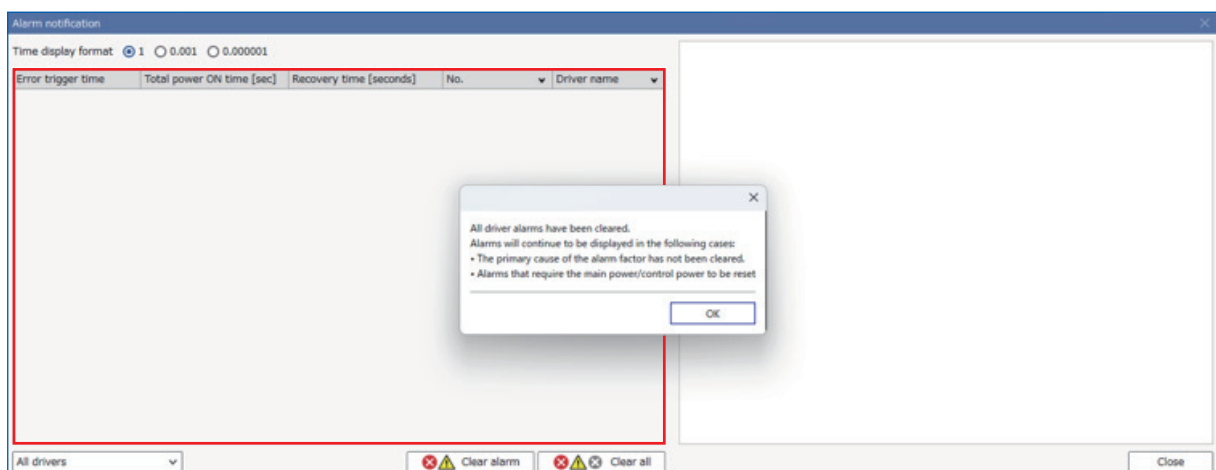 Alarm notification
Time display format 1 0.001 0.000001
Error trigger time Total power ON time [sec] Recovery time [seconds] No. Driver name
All driver alarms have been cleared.
Alarms will continue to be displayed in the following cases:
• The primary cause of the alarm factor has not been cleared.
• Alarms that require the main power/control power to be reset
OK
All drivers Clear alarm Clear all Close